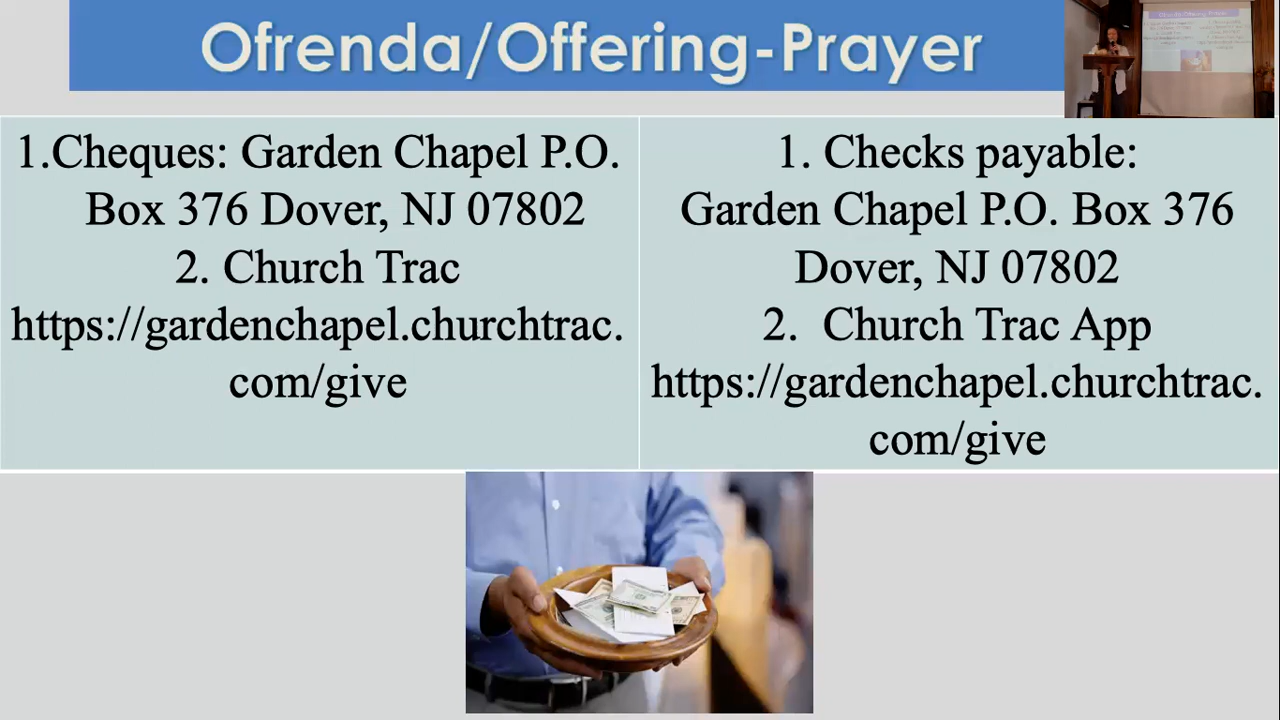 Ofrenda/Offering-Prayer
1.Cheques: Garden Chapel P.O.
Box 376 Dover, NJ 07802
2. Church Trac
https://gardenchapel.churchtrac.
com/give
1. Checks payable:
Garden Chapel P.O. Box 376
Dover, NJ 07802
2. Church Trac App
https://gardenchapel.churchtrac.
com/give